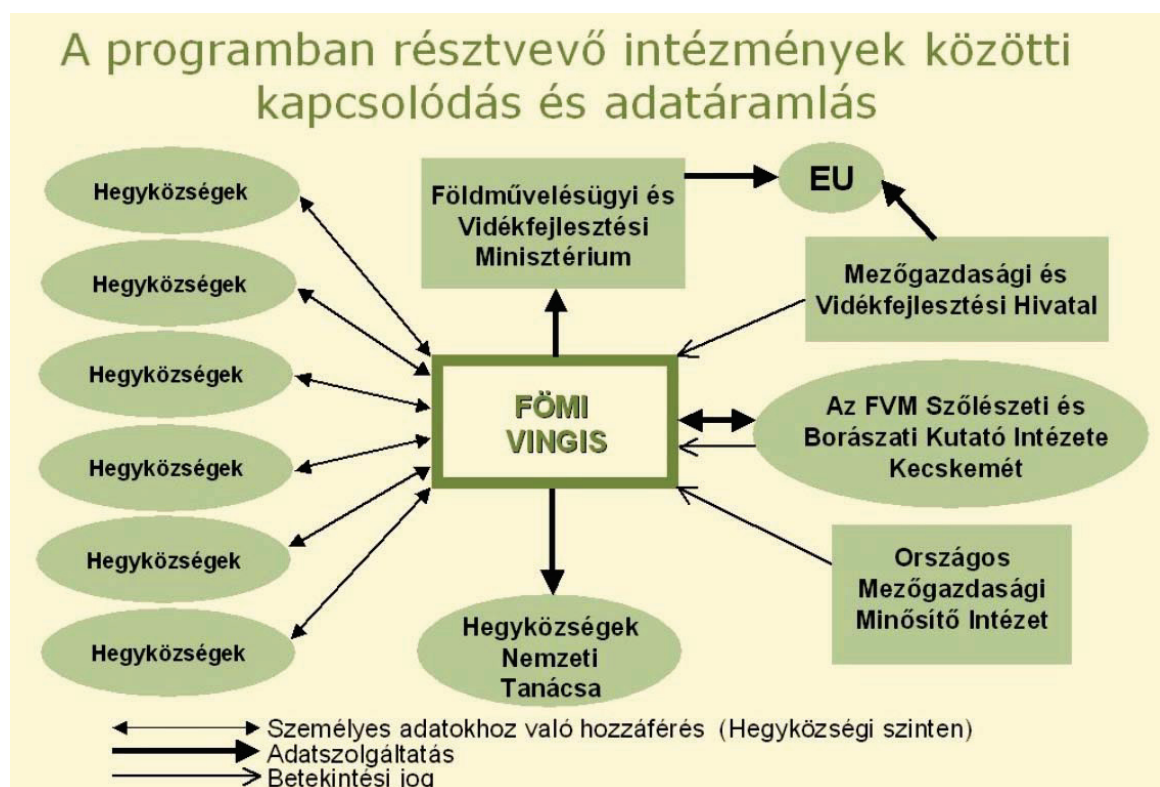 A programban résztvevő intézmények közötti
kapcsolódás és adatáramlás
Hegyközségek
Hegyközségek
Hegyközségek
Hegyközségek
Hegyközségek
Hegyközségek
Földművelésügyi és
Vidékfejlesztési
Minisztérium
EU
Mezőgazdasági és
Vidékfejlesztési Hivatal
FÖMI
VINGIS
Az FVM Szőlészeti és
Borászati Kutató Intézete
Kecskemét
Országos
Mezőgazdasági
Minősítő Intézet
Hegyközségek
Nemzeti
Tanácsa
Személyes adatokhoz való hozzáférés (Hegyközségi szinten)
Adatszolgáltatás
Betekintési jog